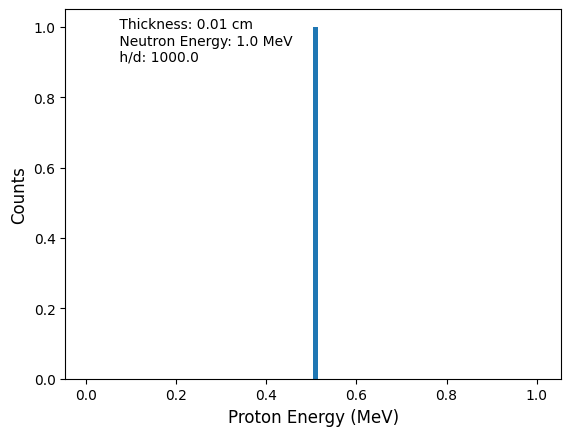 Thickness: 0.01 cm
Neutron Energy: 1.0 MeV
h/d: 1000.0
1.0
0.8
0.6
0.4
0.2
0.0
Counts
0.0 0.2 0.4 0.6 0.8 1.0
Proton Energy (MeV)